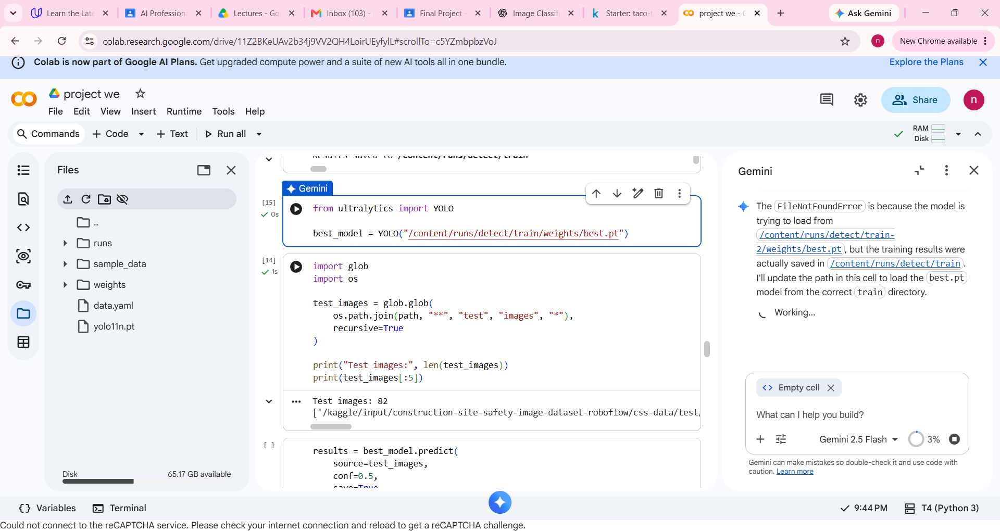 Learn the Late
AI Professiona
Lectures - Go
Inbox (103) -
Final Project -
Image Classifi
Starter: taco-t
project we - C
Ask Gemini
colab.research.google.com/drive/11Z2BKeUAv2b34j9VV2QH4LoirUEyfylL#scrollTo=c5YZmbpbzVoJ
n
New Chrome available
Colab is now part of Google AI Plans. Get upgraded compute power and a suite of new AI tools all in one bundle.
Explore the Plans
project we
File Edit View Insert Runtime Tools Help
Share
n
Commands + Code + Text Run all
RAM
Disk
Files
..
runs
sample_data
weights
data.yaml
yolo11n.pt
Disk 65.17 GB available
Results saved to /content/runs/detect/train
Gemini
[15]
0s
from ultralytics import YOLO
best_model = YOLO("/content/runs/detect/train/weights/best.pt")
[14]
1s
import glob
import os
test_images = glob.glob(
os.path.join(path, "**", "test", "images", "*"),
recursive=True
)
print("Test images:", len(test_images))
print(test_images[:5])
Test images: 82
['/kaggle/input/construction-site-safety-image-dataset-roboflow/css-data/test/
[ ]
results = best_model.predict(
source=test_images,
conf=0.5,
save=True
Gemini
The FileNotFoundError is because the model is
trying to load from
/content/runs/detect/train-
2/weights/best.pt, but the training results were
actually saved in /content/runs/detect/train.
I'll update the path in this cell to load the best.pt
model from the correct train directory.
Working...
Empty cell
What can I help you build?
Gemini 2.5 Flash 3%
Gemini can make mistakes so double-check it and use code with
caution. Learn more
Variables Terminal
9:44 PM T4 (Python 3)
Could not connect to the reCAPTCHA service. Please check your internet connection and reload to get a reCAPTCHA challenge.